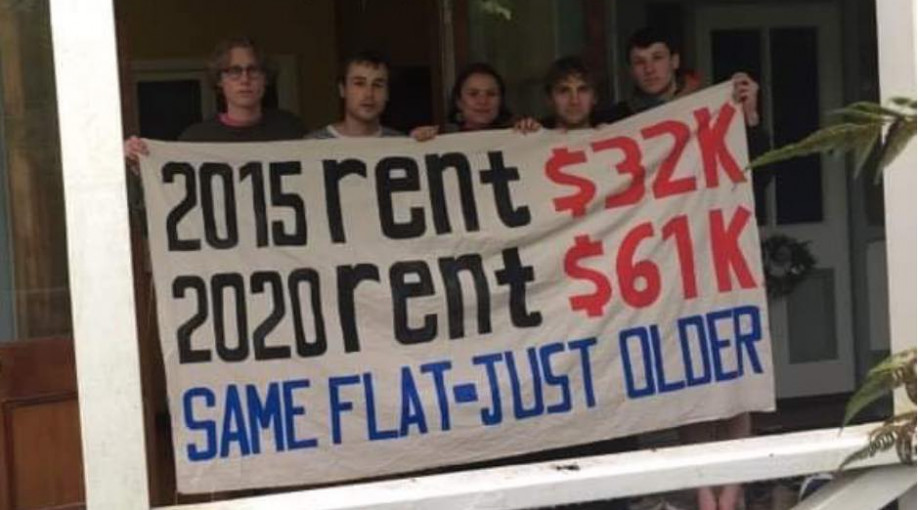 2015 rent $32K
2020 rent $61K
SAME FLAT-JUST OLDER